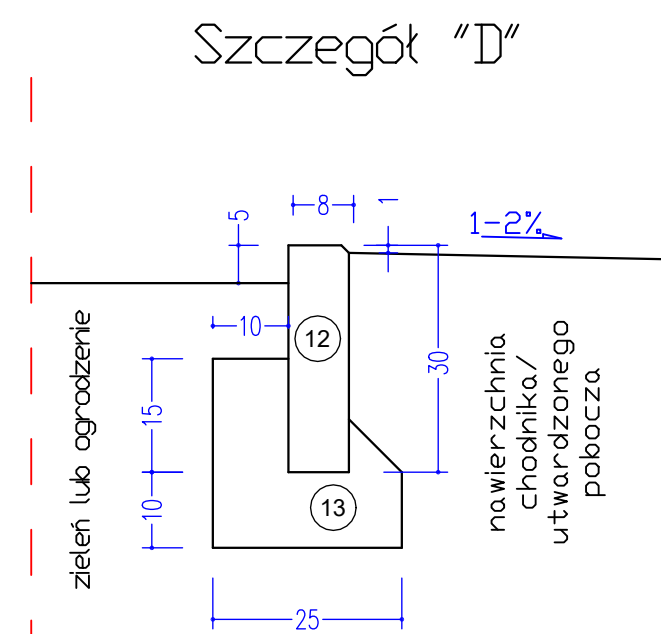 Szczegół "D"
5
8
1
1-2%
10
12
30
15
10
13
25
zieleń lub ogrodzenie
nawierzchnia
chodnika/
utwardzonego
pobocza